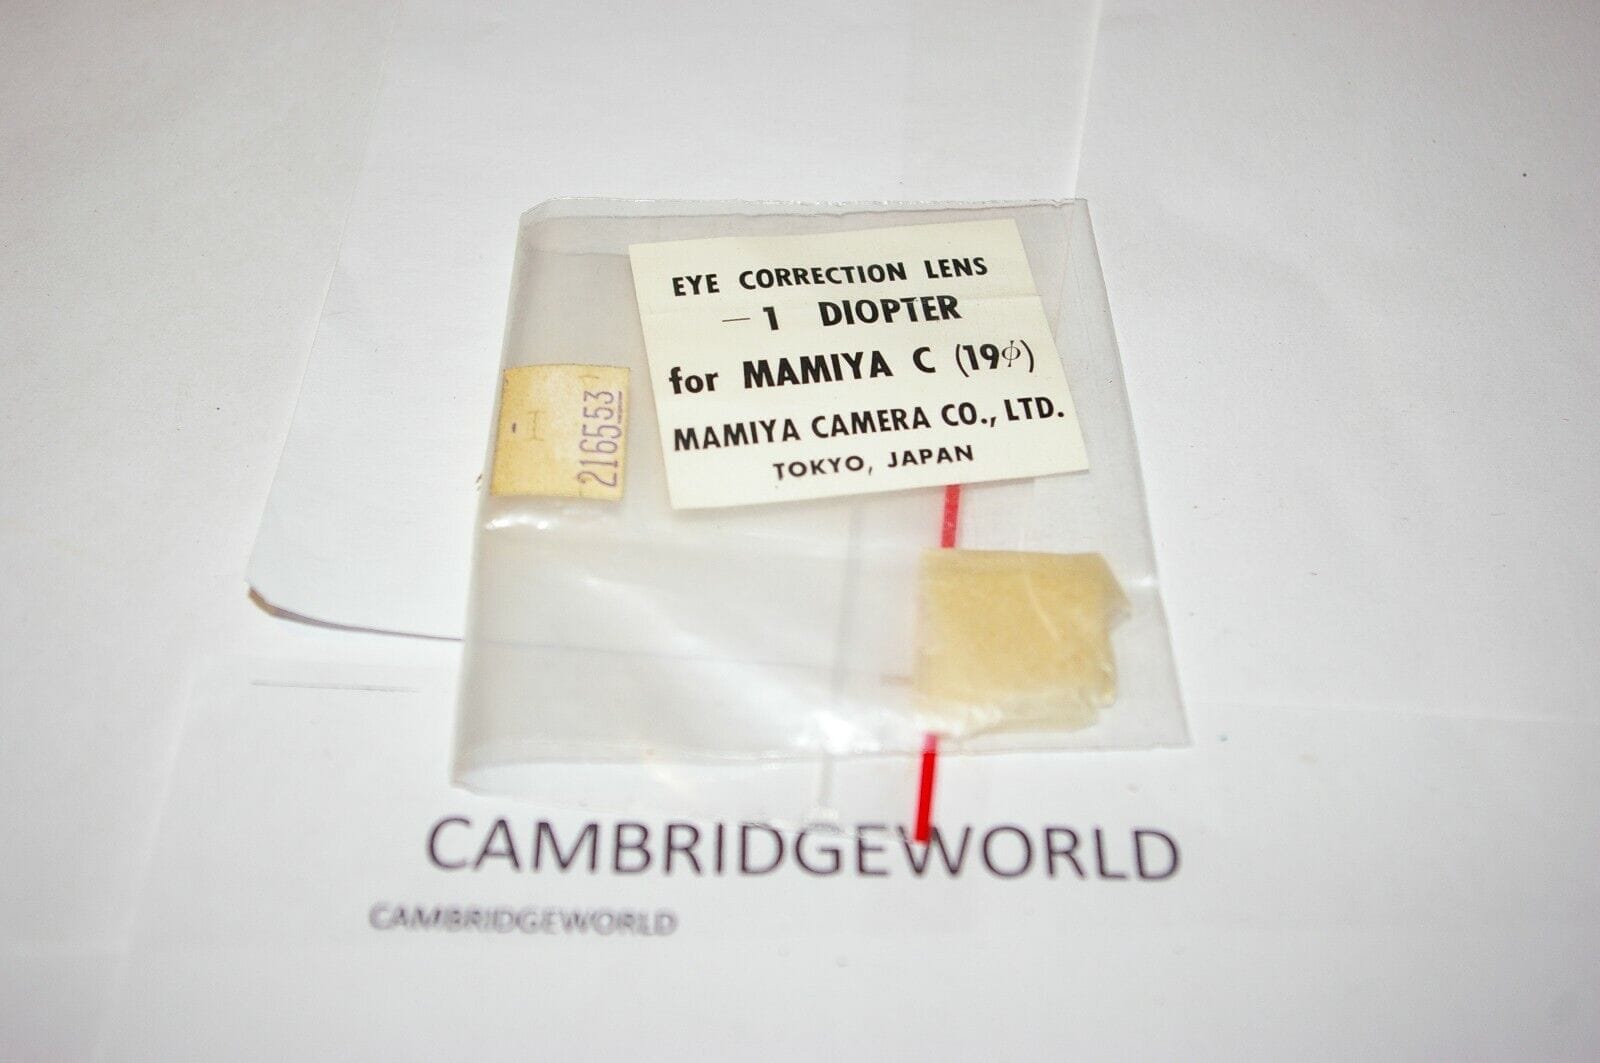 EYE CORRECTION LENS
— 1 DIOPTER
for MAMIYA C (19ϕ)
MAMIYA CAMERA CO., LTD.
TOKYO, JAPAN
- I
216553
CAMBRIDGEWORLD
CAMBRIDGEWORLD